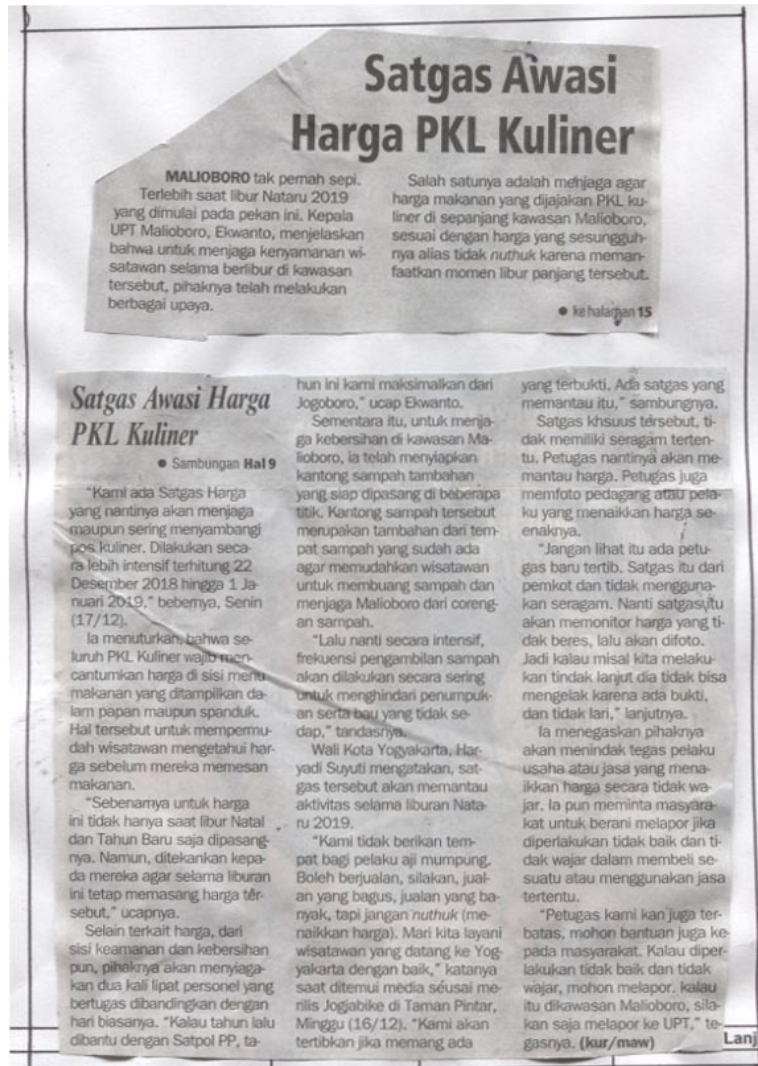 Satgas Awasi
Harga PKL Kuliner
MALIOBORO tak pernah sepi.
Terlebih saat libur Nataru 2019
yang dimulai pada pekan ini. Kepala
UPT Malioboro, Ekwanto, menjelaskan
bahwa untuk menjaga kenyamanan wi-
satawan selama berlibur di kawasan
tersebut, pihaknya telah melakukan
berbagai upaya.
Salah satunya adalah menjaga agar
harga makanan yang dijajakan PKL ku-
liner di sepanjang kawasan Malioboro,
sesuai dengan harga yang sesungguh-
nya alias tidak nuthuk karena meman-
faatkan momen libur panjang tersebut.
● ke halaman 15
Satgas Awasi Harga
PKL Kuliner
● Sambungan Hal 9
"Kami ada Satgas Harga
yang nantinya akan menjaga
maupun sering menyambangi
pos kuliner. Dilakukan seca-
ra lebih intensif terhitung 22
Desember 2018 hingga 1 Ja-
nuari 2019," bebernya, Senin
(17/12).
Ia menuturkan, bahwa se-
luruh PKL Kuliner wajib men-
cantumkan harga di sisi menu
makanan yang ditampilkan da-
lam papan maupun spanduk.
Hal tersebut untuk mempermu-
dah wisatawan mengetahui har-
ga sebelum mereka memesan
makanan.
"Sebenarnya untuk harga
ini tidak hanya saat libur Natal
dan Tahun Baru saja dipasang-
nya. Namun, ditekankan kepa-
da mereka agar selama liburan
ini tetap memasang harga ter-
sebut," ucapnya.
Selain terkait harga, dari
sisi keamanan dan kebersihan
pun, pihaknya akan menyiaga-
kan dua kali lipat personel yang
bertugas dibandingkan dengan
hari biasanya. "Kalau tahun lalu
dibantu dengan Satpol PP, ta-
hun ini kami maksimalkan dari
Jogoboro," ucap Ekwanto.
Sementara itu, untuk menja-
ga kebersihan di kawasan Ma-
lioboro, ia telah menyiapkan
kantong sampah tambahan
yang siap dipasang di beberapa
titik. Kantong sampah tersebut
merupakan tambahan dari tem-
pat sampah yang sudah ada
agar memudahkan wisatawan
untuk membuang sampah dan
menjaga Malioboro dari coreng-
an sampah.
"Lalu nanti secara intensif,
frekuensi pengambilan sampah
akan dilakukan secara sering
untuk menghindari penumpuk-
an serta bau yang tidak se-
dap," tandasnya.
Wali Kota Yogyakarta, Har-
yadi Suyuti mengatakan, sat-
gas tersebut akan memantau
aktivitas selama liburan Nata-
ru 2019.
"Kami tidak berikan tem-
pat bagi pelaku aji mumpung.
Boleh berjualan, silakan, jual-
an yang bagus, jualan yang ba-
nyak, tapi jangan nuthuk (me-
naikkan harga). Mari kita layani
wisatawan yang datang ke Yog-
yakarta dengan baik," katanya
saat ditemui media seusai me-
rilis Jogjabike di Taman Pintar,
Minggu (16/12). "Kami akan
tertibkan jika memang ada
yang terbukti. Ada satgas yang
memantau itu," sambungnya.
Satgas khsuus tersebut, ti-
dak memiliki seragam terten-
tu. Petugas nantinya akan me-
mantau harga. Petugas juga
memfoto pedagang atau pela-
ku yang menaikkan harga se-
enaknya.
"Jangan lihat itu ada petu-
gas baru tertib. Satgas itu dari
pemkot dan tidak mengguna-
kan seragam. Nanti satgas itu
akan memonitor harga yang ti-
dak beres, lalu akan difoto.
Jadi kalau misal kita melaku-
kan tindak lanjut dia tidak bisa
mengelak karena ada bukti,
dan tidak lari," lanjutnya.
Ia menegaskan pihaknya
akan menindak tegas pelaku
usaha atau jasa yang mena-
ikkan harga secara tidak wa-
jar. Ia pun meminta masyara-
kat untuk berani melapor jika
diperlakukan tidak baik dan ti-
dak wajar dalam membeli se-
suatu atau menggunakan jasa
tertentu.
"Petugas kami kan juga ter-
batas, mohon bantuan juga ke-
pada masyarakat. Kalau diper-
lakukan tidak baik dan tidak
wajar, mohon melapor. kalau
itu dikawasan Malioboro, sila-
kan saja melapor ke UPT," te-
gasnya. (kur/maw)
Lanj